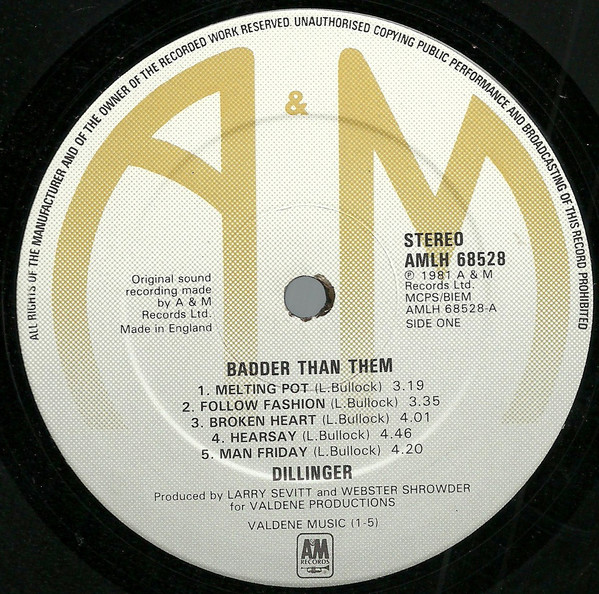 ALL RIGHTS OF THE MANUFACTURER AND OF THE OWNER OF THE RECORDED WORK RESERVED. UNAUTHORISED COPYING PUBLIC PERFORMANCE AND BROADCASTING OF THIS RECORD PROHIBITED
A & M
STEREO
AMLH 68528
℗ 1981 A & M
Records Ltd.
MCPS/BIEM
AMLH 68528-A
SIDE ONE
Original sound
recording made
by A & M
Records Ltd.
Made in England
BADDER THAN THEM
1. MELTING POT (L.Bullock) 3.19
2. FOLLOW FASHION (L.Bullock) 3.35
3. BROKEN HEART (L.Bullock) 4.01
4. HEARSAY (L.Bullock) 4.46
5. MAN FRIDAY (L.Bullock) 4.20
DILLINGER
Produced by LARRY SEVITT and WEBSTER SHROWDER
for VALDENE PRODUCTIONS
VALDENE MUSIC (1-5)
A&M
RECORDS